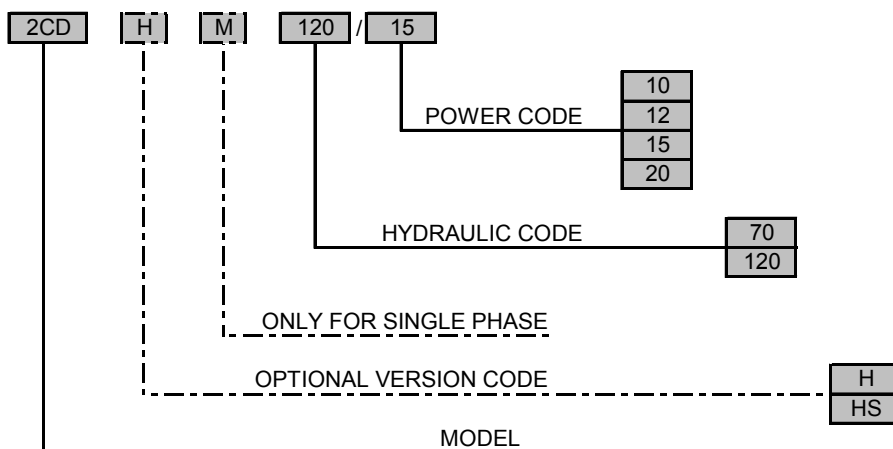 2CD H M 120 / 15
10
POWER CODE 12
15
20
HYDRAULIC CODE 70
120
ONLY FOR SINGLE PHASE
OPTIONAL VERSION CODE H
HS
MODEL